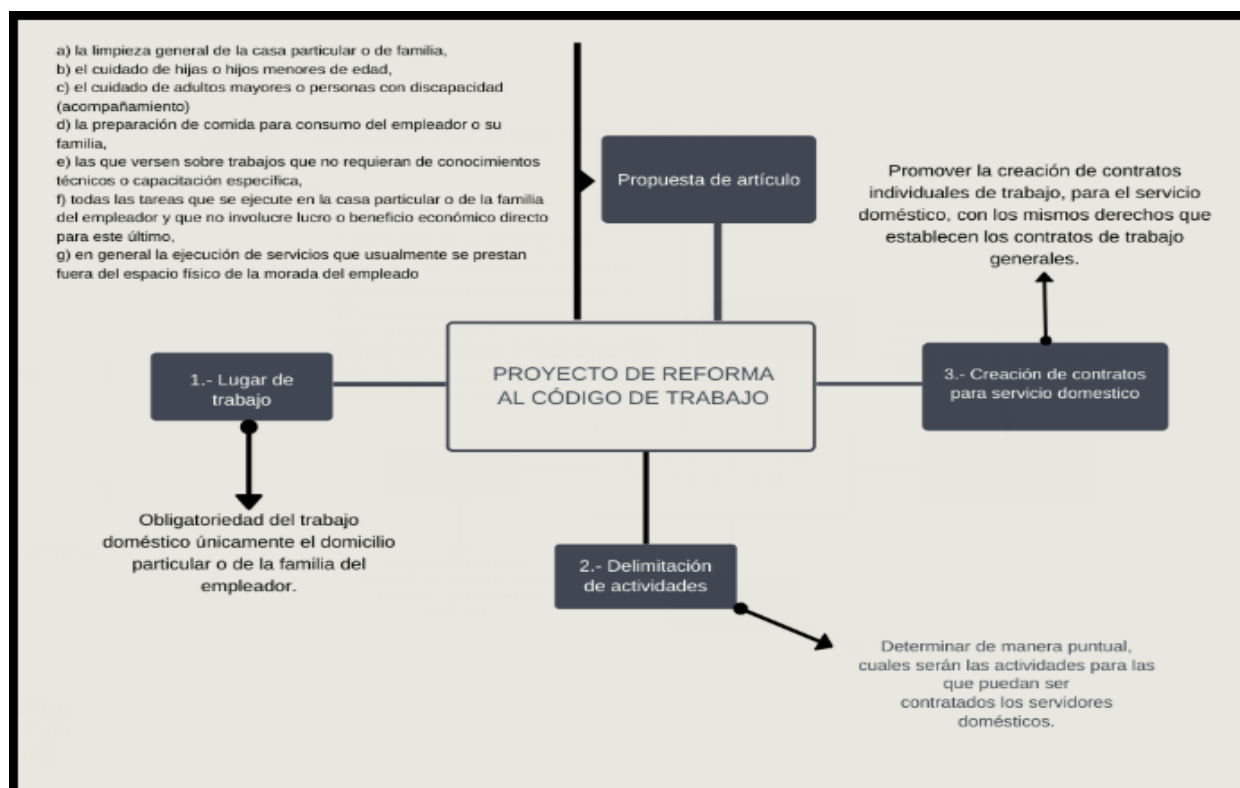 a) la limpieza general de la casa particular o de familia,
b) el cuidado de hijas o hijos menores de edad,
c) el cuidado de adultos mayores o personas con discapacidad
(acompañamiento)
d) la preparación de comida para consumo del empleador o su
familia,
e) las que versen sobre trabajos que no requieran de conocimientos
técnicos o capacitación específica,
f) todas las tareas que se ejecute en la casa particular o de la familia
del empleador y que no involucre lucro o beneficio económico directo
para este último,
g) en general la ejecución de servicios que usualmente se prestan
fuera del espacio físico de la morada del empleado
Propuesta de artículo
Promover la creación de contratos
individuales de trabajo, para el servicio
doméstico, con los mismos derechos que
establecen los contratos de trabajo
generales.
PROYECTO DE REFORMA
AL CÓDIGO DE TRABAJO
1.- Lugar de
trabajo
3.- Creación de contratos
para servicio domestico
Obligatoriedad del trabajo
doméstico únicamente el domicilio
particular o de la familia del
empleador.
2.- Delimitación
de actividades
Determinar de manera puntual,
cuales serán las actividades para las
que puedan ser
contratados los servidores
domésticos.